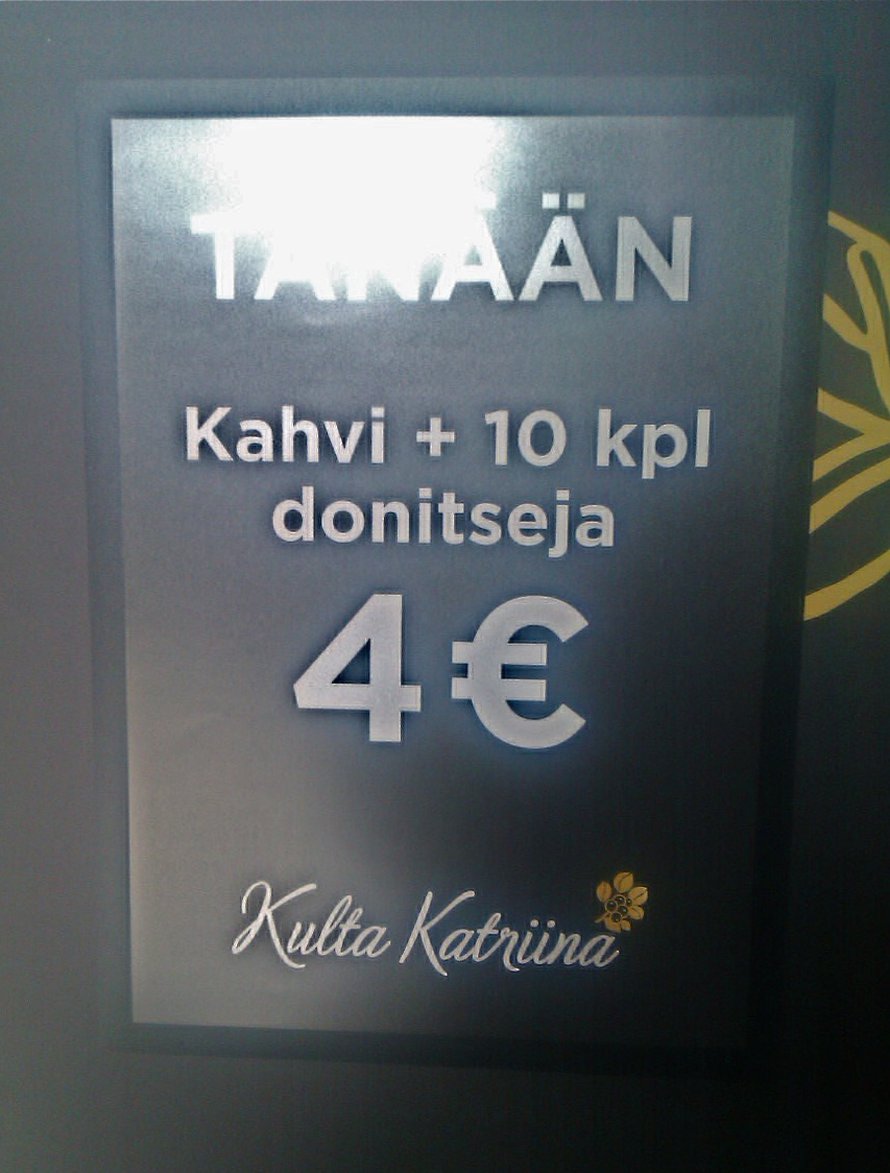 TÄNÄÄN
Kahvi + 10 kpl
donitseja
4€
Kulta Katriina